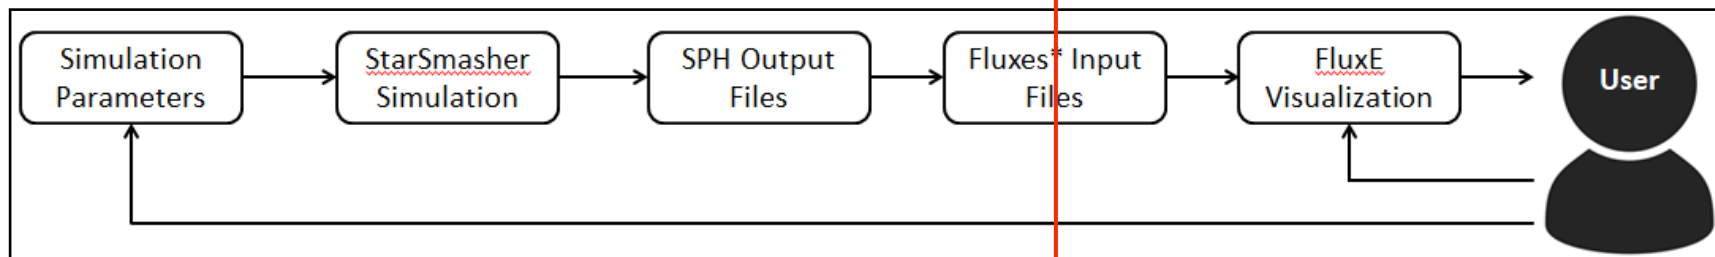 Simulation
Parameters
StarSmasher
Simulation
SPH Output
Files
Fluxes* Input
Files
FluxE
Visualization
User